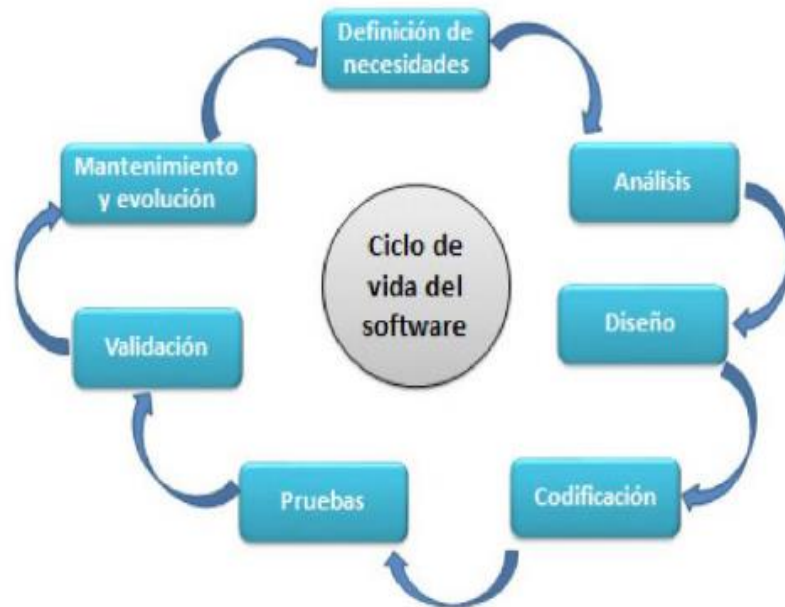 Definición de
necesidades
Análisis
Diseño
Codificación
Pruebas
Validación
Mantenimiento
y evolución
Ciclo de
vida del
software